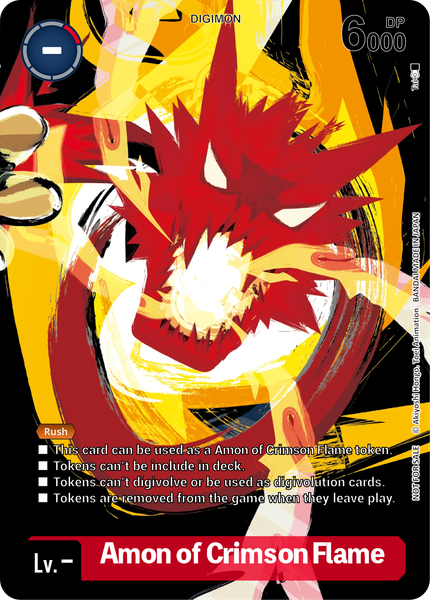 DIGIMON
-
DP
6000
Rush
■ This card can be used as a Amon of Crimson Flame token.
■ Tokens can't be include in deck.
■ Tokens can't digivolve or be used as digivolution cards.
■ Tokens are removed from the game when they leave play.
Lv.-
Amon of Crimson Flame
NOT FOR SALE © Akiyoshi Hongo, Toei Animation BANDAI MADE IN JAPAN